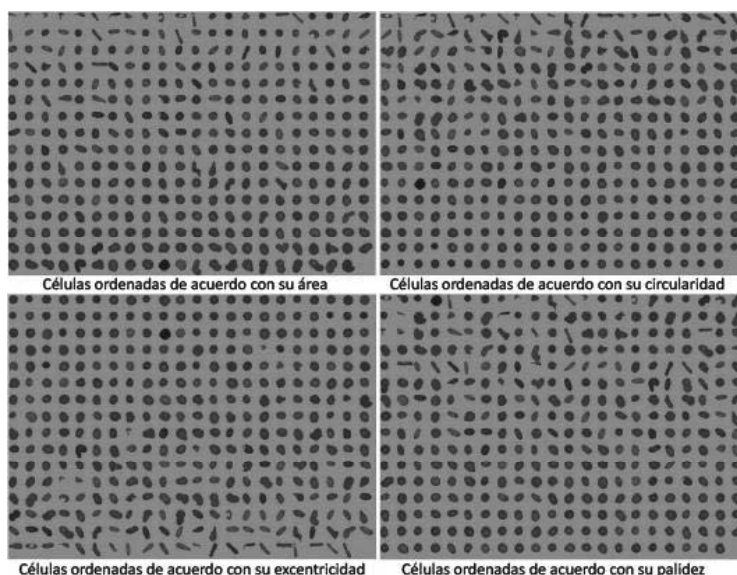 Células ordenadas de acuerdo con su área
Células ordenadas de acuerdo con su circularidad
Células ordenadas de acuerdo con su excentricidad
Células ordenadas de acuerdo con su palidez